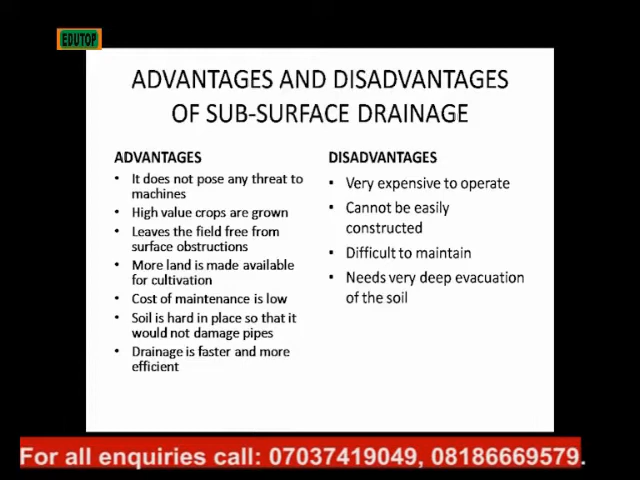 EDUTOP
ADVANTAGES AND DISADVANTAGES
OF SUB-SURFACE DRAINAGE
ADVANTAGES
• It does not pose any threat to
machines
• High value crops are grown
• Leaves the field free from
surface obstructions
• More land is made available
for cultivation
• Cost of maintenance is low
• Soil is hard in place so that it
would not damage pipes
• Drainage is faster and more
efficient
DISADVANTAGES
• Very expensive to operate
• Cannot be easily
constructed
• Difficult to maintain
• Needs very deep evacuation
of the soil
For all enquiries call: 07037419049, 08186669579.